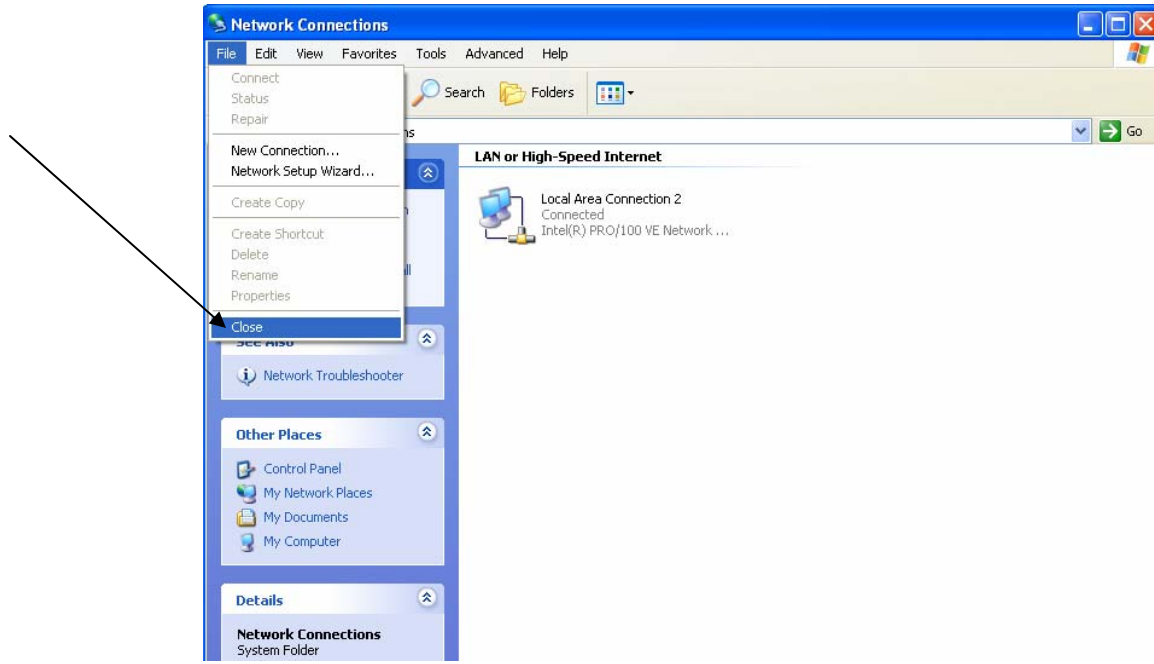 Network Connections
File Edit View Favorites Tools Advanced Help
Search Folders
Go
Connect
Status
Repair
New Connection...
Network Setup Wizard...
Create Copy
Create Shortcut
Delete
Rename
Properties
Close
See Also
Network Troubleshooter
Other Places
Control Panel
My Network Places
My Documents
My Computer
Details
Network Connections
System Folder
LAN or High-Speed Internet
Local Area Connection 2
Connected
Intel(R) PRO/100 VE Network ...